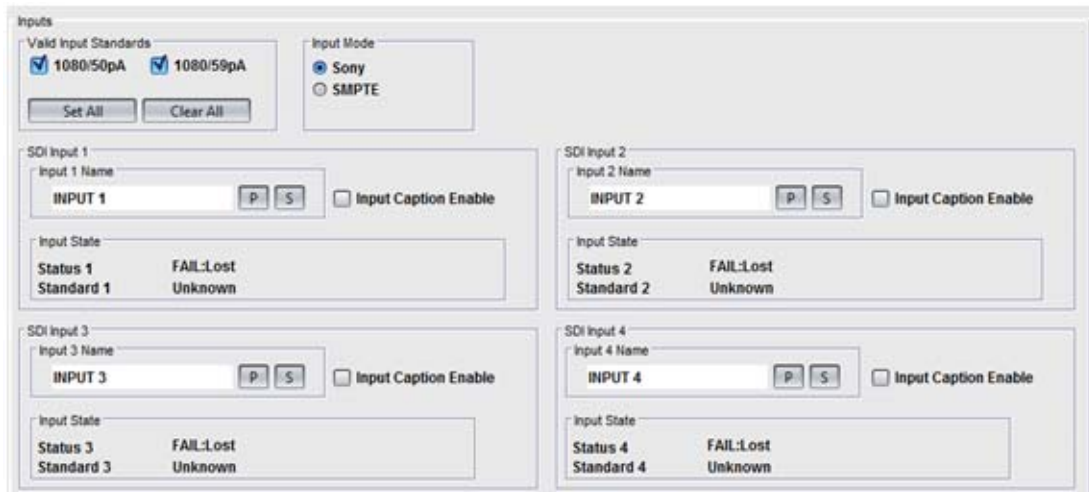 Inputs
Valid Input Standards
1080/50pA 1080/59pA
Set All Clear All
Input Mode
Sony
SMPTE
SDI Input 1
Input 1 Name
INPUT 1 P S Input Caption Enable
Input State
Status 1 FAIL:Lost
Standard 1 Unknown
SDI Input 2
Input 2 Name
INPUT 2 P S Input Caption Enable
Input State
Status 2 FAIL:Lost
Standard 2 Unknown
SDI Input 3
Input 3 Name
INPUT 3 P S Input Caption Enable
Input State
Status 3 FAIL:Lost
Standard 3 Unknown
SDI Input 4
Input 4 Name
INPUT 4 P S Input Caption Enable
Input State
Status 4 FAIL:Lost
Standard 4 Unknown